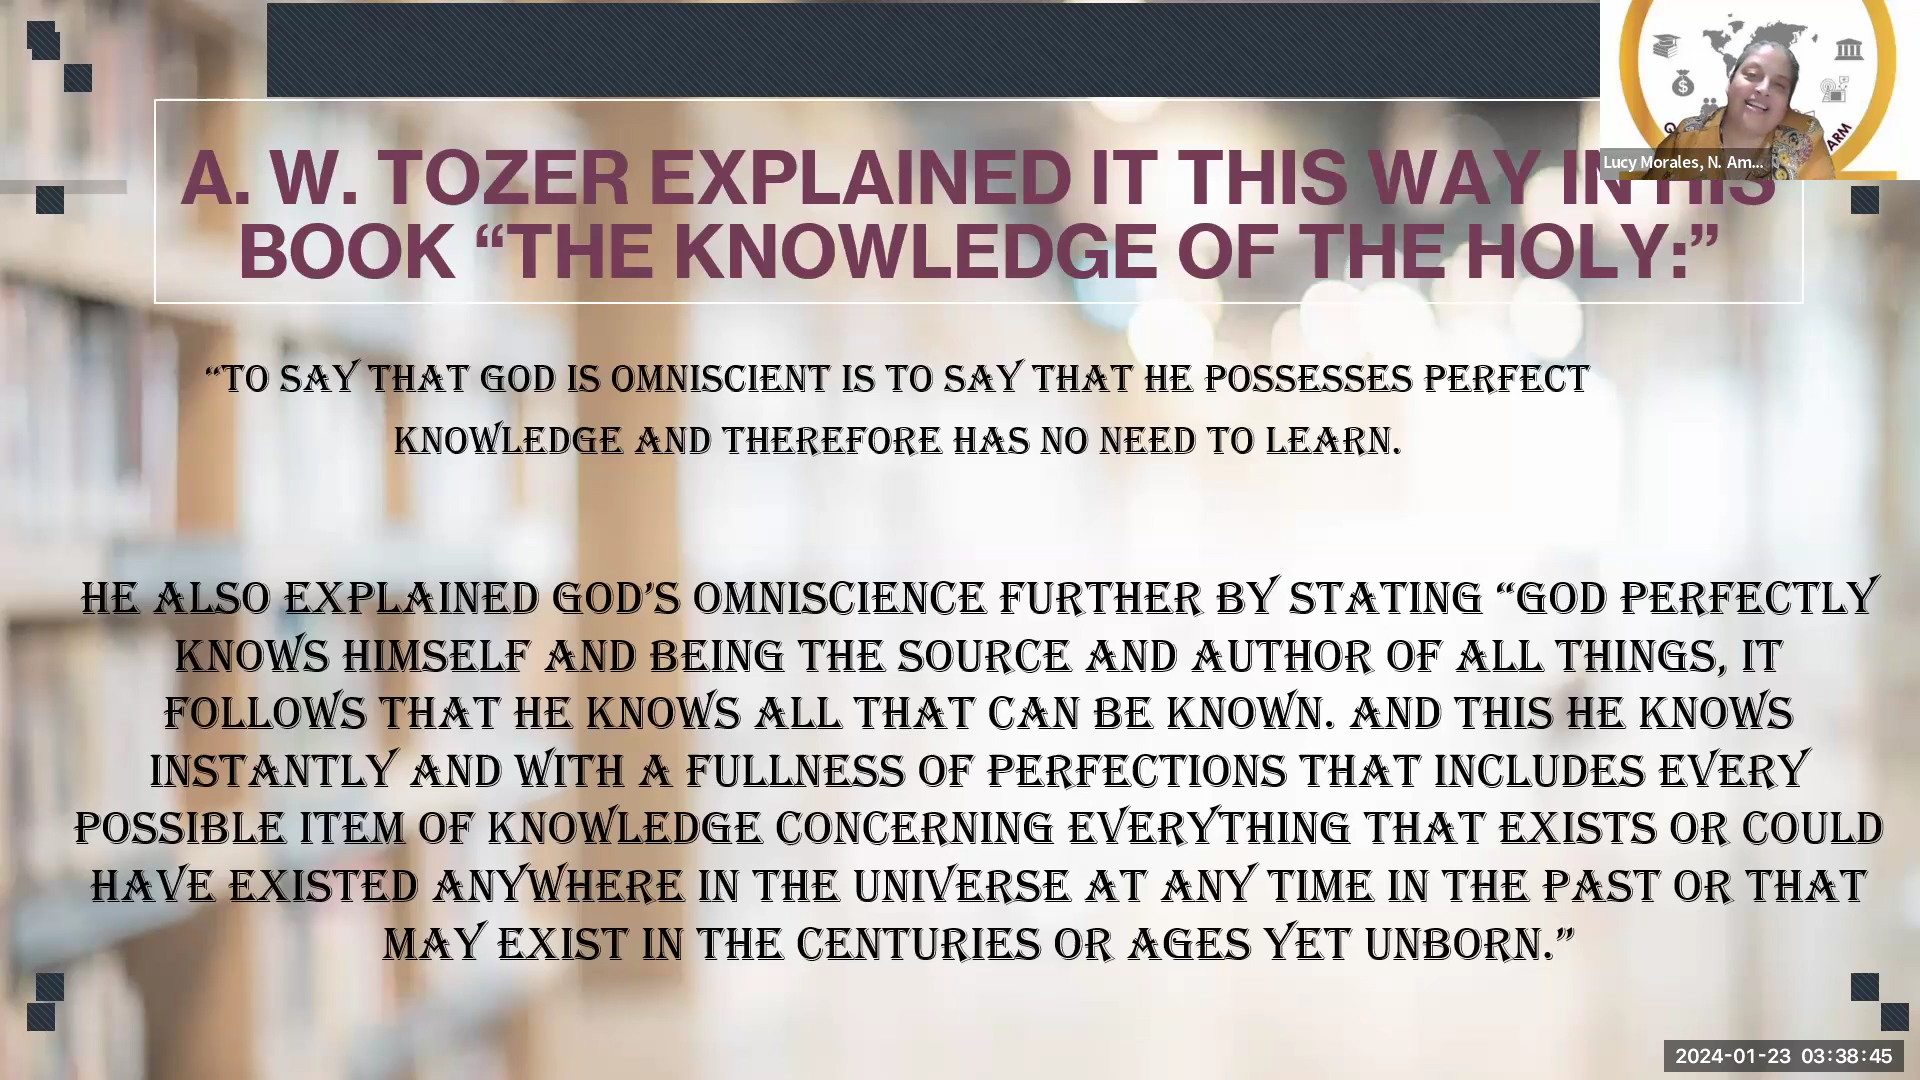 A. W. TOZER EXPLAINED IT THIS WAY IN HIS
BOOK “THE KNOWLEDGE OF THE HOLY:”
“TO SAY THAT GOD IS OMNISCIENT IS TO SAY THAT HE POSSESSES PERFECT
KNOWLEDGE AND THEREFORE HAS NO NEED TO LEARN.
HE ALSO EXPLAINED GOD’S OMNISCIENCE FURTHER BY STATING “GOD PERFECTLY
KNOWS HIMSELF AND BEING THE SOURCE AND AUTHOR OF ALL THINGS, IT
FOLLOWS THAT HE KNOWS ALL THAT CAN BE KNOWN. AND THIS HE KNOWS
INSTANTLY AND WITH A FULLNESS OF PERFECTIONS THAT INCLUDES EVERY
POSSIBLE ITEM OF KNOWLEDGE CONCERNING EVERYTHING THAT EXISTS OR COULD
HAVE EXISTED ANYWHERE IN THE UNIVERSE AT ANY TIME IN THE PAST OR THAT
MAY EXIST IN THE CENTURIES OR AGES YET UNBORN.”
Lucy Morales, N. Am...
ARM
2024-01-23 03:38:45